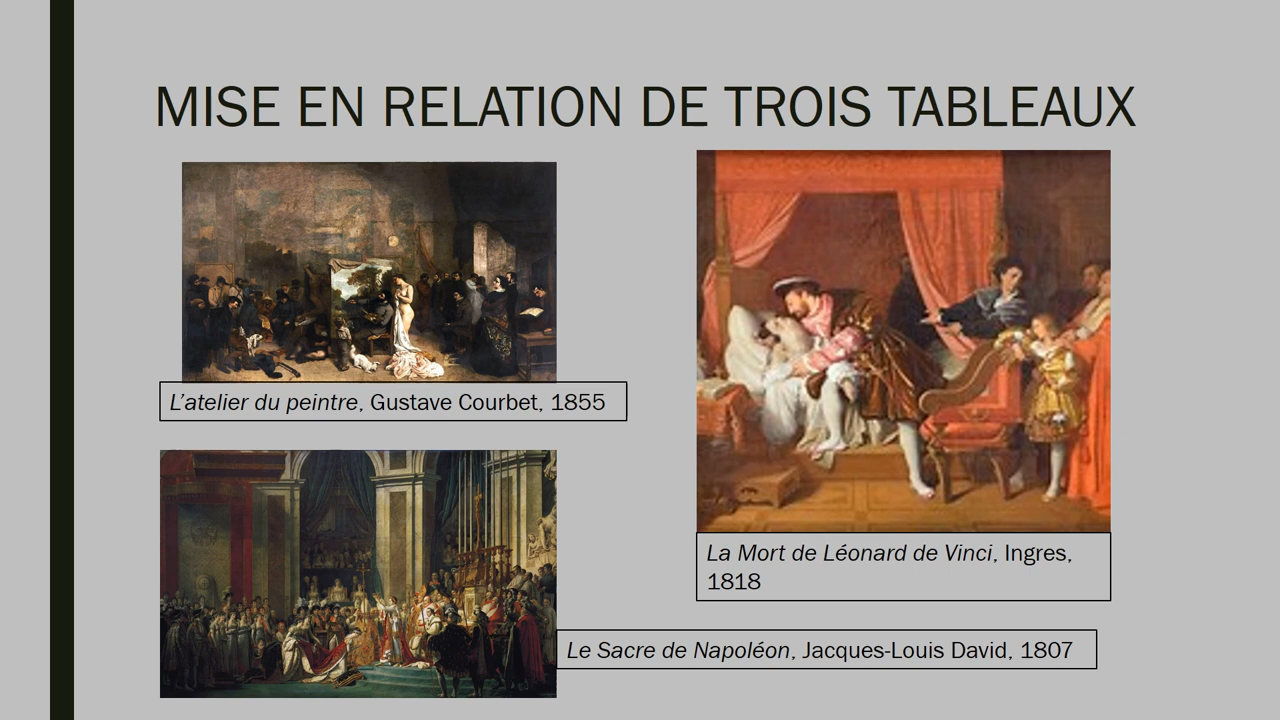 MISE EN RELATION DE TROIS TABLEAUX
L’atelier du peintre, Gustave Courbet, 1855
La Mort de Léonard de Vinci, Ingres,
1818
Le Sacre de Napoléon, Jacques-Louis David, 1807